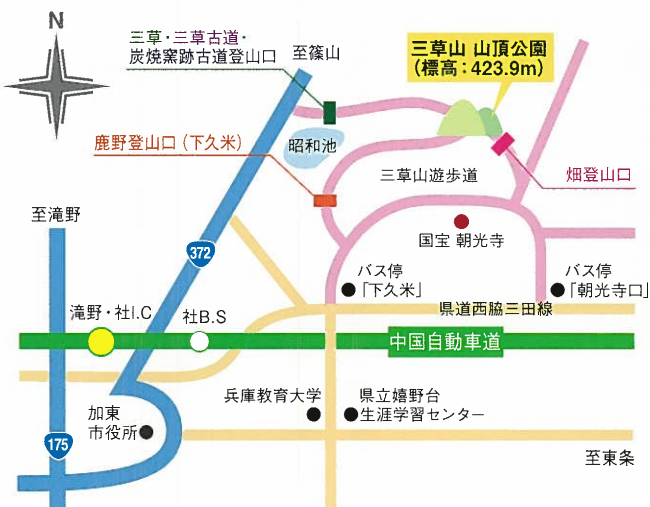 N
三草・三草古道・
炭焼窯跡古道登山口
至篠山
三草山 山頂公園
(標高:423.9m)
鹿野登山口(下久米)
昭和池
三草山遊歩道
畑登山口
至滝野
国宝 朝光寺
372
バス停
「下久米」
バス停
「朝光寺口」
滝野・社I.C
社B.S
県道西脇三田線
中国自動車道
兵庫教育大学
県立嬉野台
生涯学習センター
加東
市役所
175
至東条